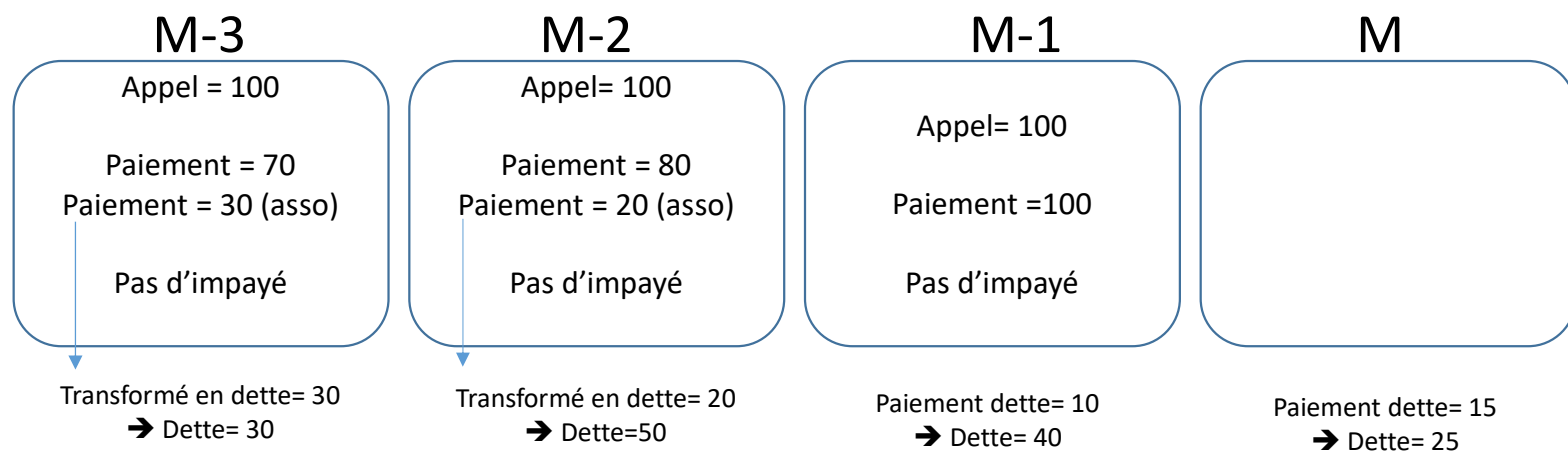 M-3
Appel = 100
Paiement = 70
Paiement = 30 (asso)
Pas d’impayé
Transformé en dette= 30
➔ Dette= 30
M-2
Appel= 100
Paiement = 80
Paiement = 20 (asso)
Pas d’impayé
Transformé en dette= 20
➔ Dette=50
M-1
Appel= 100
Paiement =100
Pas d’impayé
Paiement dette= 10
➔ Dette= 40
M
Paiement dette= 15
➔ Dette= 25